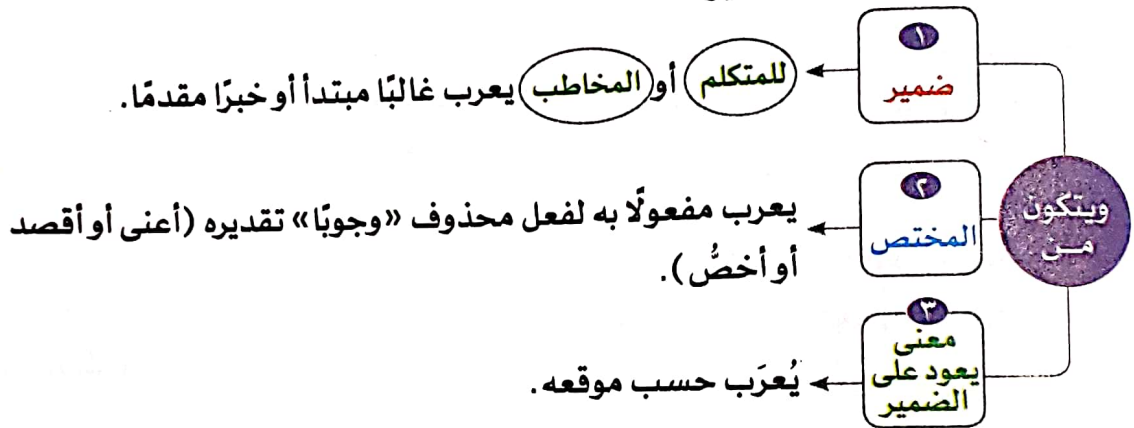 ويتكون
من
١
ضمير
للمتكلم أو المخاطب يعرب غالبًا مبتدأ أو خبرًا مقدمًا.
٢
المختص
يعرب مفعولًا به لفعل محذوف «وجوبًا» تقديره (أعنى أو أقصد
أو أخصُّ).
٣
معنى
يعود على
الضمير
يُعرَب حسب موقعه.